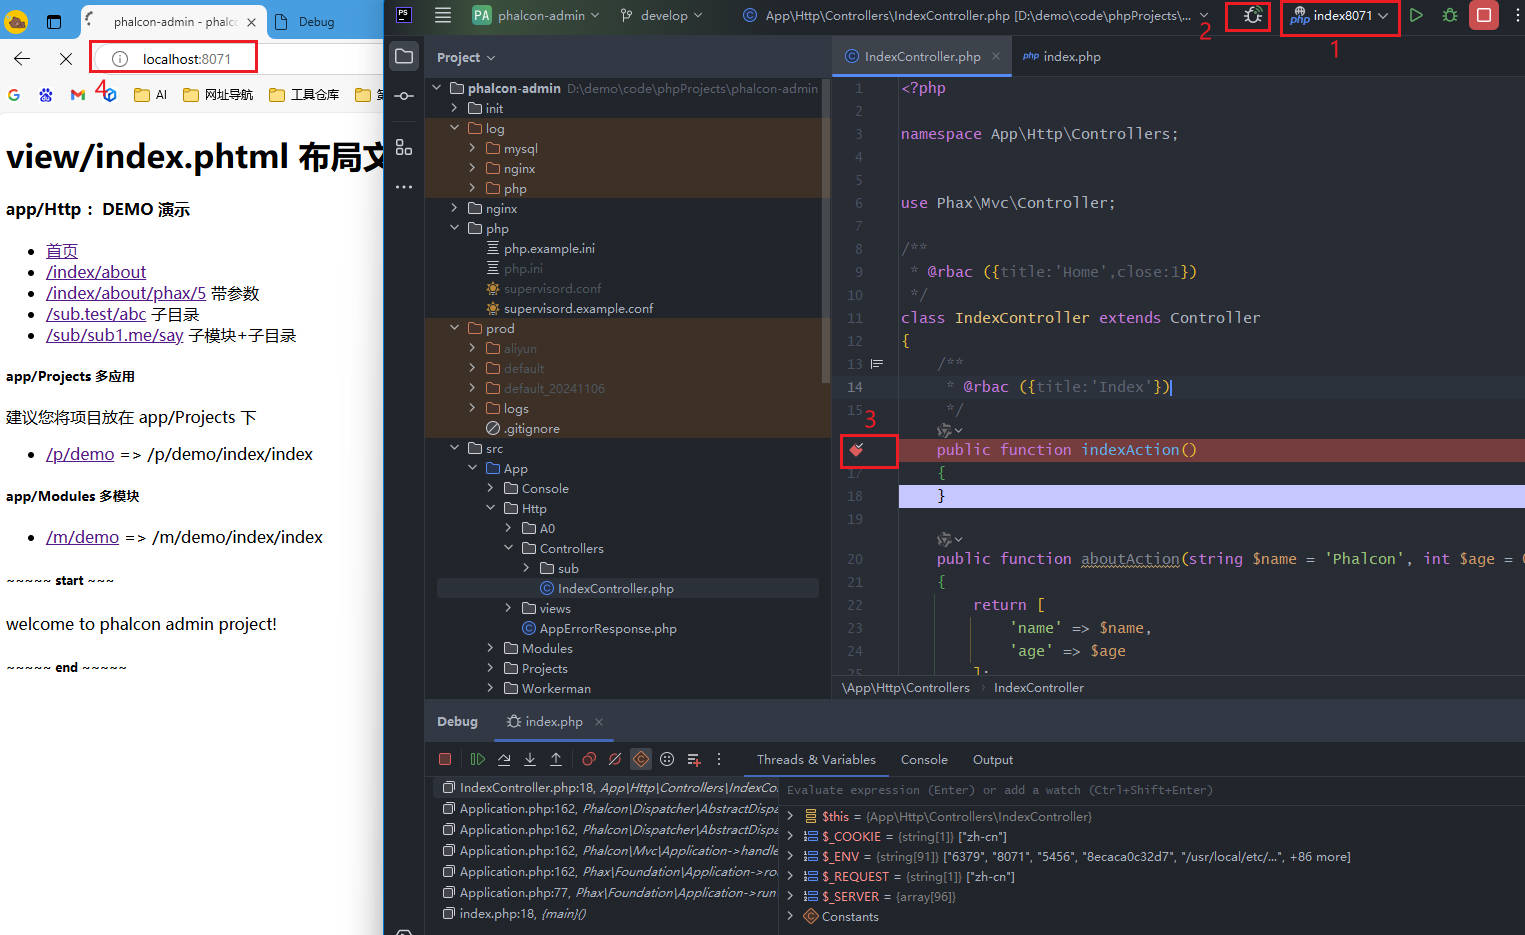 phalcon-admin - phalc
Debug
localhost:8071
4
AI
网址导航
工具仓库
view/index.phtml 布局文
app/Http ：DEMO 演示
首页
/index/about
/index/about/phax/5 带参数
/sub.test/abc 子目录
/sub/sub1.me/say 子模块+子目录
app/Projects 多应用
建议您将项目放在 app/Projects 下
/p/demo => /p/demo/index/index
app/Modules 多模块
/m/demo => /m/demo/index/index
~~~~~ start ~~~
welcome to phalcon admin project!
~~~~~ end ~~~~~
PS
PA phalcon-admin
develop
App\Http\Controllers\IndexController.php [D:\demo\code\phpProjects\...
2
php index8071
1
Project
phalcon-admin D:\demo\code\phpProjects\phalcon-admin
init
log
mysql
nginx
php
nginx
php
php.example.ini
php.ini
supervisord.conf
supervisord.example.conf
prod
aliyun
default
default_20241106
logs
.gitignore
src
App
Console
Http
A0
Controllers
sub
IndexController.php
views
AppErrorResponse.php
Modules
Projects
Workerman
IndexController.php
php index.php
1 <?php
2
3 namespace App\Http\Controllers;
4
5
6 use Phax\Mvc\Controller;
7
8 /**
9 * @rbac ({title:'Home',close:1})
10 */
11 class IndexController extends Controller
12 {
13 /**
14 * @rbac ({title:'Index'})
15 */
3
public function indexAction()
17 {
18 }
19
20 public function aboutAction(string $name = 'Phalcon', int $age =
21 {
22 return [
23 'name' => $name,
24 'age' => $age
25 ];
\App\Http\Controllers
IndexController
Debug
index.php
Threads & Variables
Console
Output
IndexController.php:18, App\Http\Controllers\IndexCo
Application.php:162, Phalcon\Dispatcher\AbstractDispa
Application.php:162, Phalcon\Dispatcher\AbstractDispa
Application.php:162, Phalcon\Mvc\Application->handle
Application.php:162, Phax\Foundation\Application->ro
Application.php:77, Phax\Foundation\Application->run
index.php:18, {main}()
Evaluate expression (Enter) or add a watch (Ctrl+Shift+Enter)
$this = {App\Http\Controllers\IndexController}
$_COOKIE = {string[1]} ["zh-cn"]
$_ENV = {string[91]} ["6379", "8071", "5456", "8ecaca0c32d7", "/usr/local/etc/...", +86 more]
$_REQUEST = {string[1]} ["zh-cn"]
$_SERVER = {array[96]}
Constants